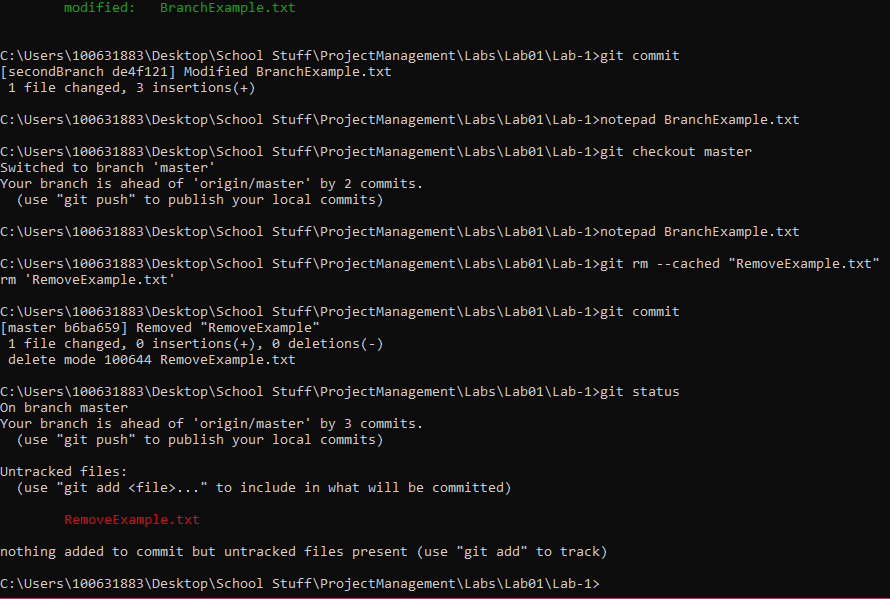 modified:   BranchExample.txt
C:\Users\100631883\Desktop\School Stuff\ProjectManagement\Labs\Lab01\Lab-1>git commit
[secondBranch de4f121] Modified BranchExample.txt
 1 file changed, 3 insertions(+)
C:\Users\100631883\Desktop\School Stuff\ProjectManagement\Labs\Lab01\Lab-1>notepad BranchExample.txt
C:\Users\100631883\Desktop\School Stuff\ProjectManagement\Labs\Lab01\Lab-1>git checkout master
Switched to branch 'master'
Your branch is ahead of 'origin/master' by 2 commits.
  (use "git push" to publish your local commits)
C:\Users\100631883\Desktop\School Stuff\ProjectManagement\Labs\Lab01\Lab-1>notepad BranchExample.txt
C:\Users\100631883\Desktop\School Stuff\ProjectManagement\Labs\Lab01\Lab-1>git rm --cached "RemoveExample.txt"
rm 'RemoveExample.txt'
C:\Users\100631883\Desktop\School Stuff\ProjectManagement\Labs\Lab01\Lab-1>git commit
[master b6ba659] Removed "RemoveExample"
 1 file changed, 0 insertions(+), 0 deletions(-)
 delete mode 100644 RemoveExample.txt
C:\Users\100631883\Desktop\School Stuff\ProjectManagement\Labs\Lab01\Lab-1>git status
On branch master
Your branch is ahead of 'origin/master' by 3 commits.
  (use "git push" to publish your local commits)
Untracked files:
  (use "git add <file>..." to include in what will be committed)
RemoveExample.txt
nothing added to commit but untracked files present (use "git add" to track)
C:\Users\100631883\Desktop\School Stuff\ProjectManagement\Labs\Lab01\Lab-1>